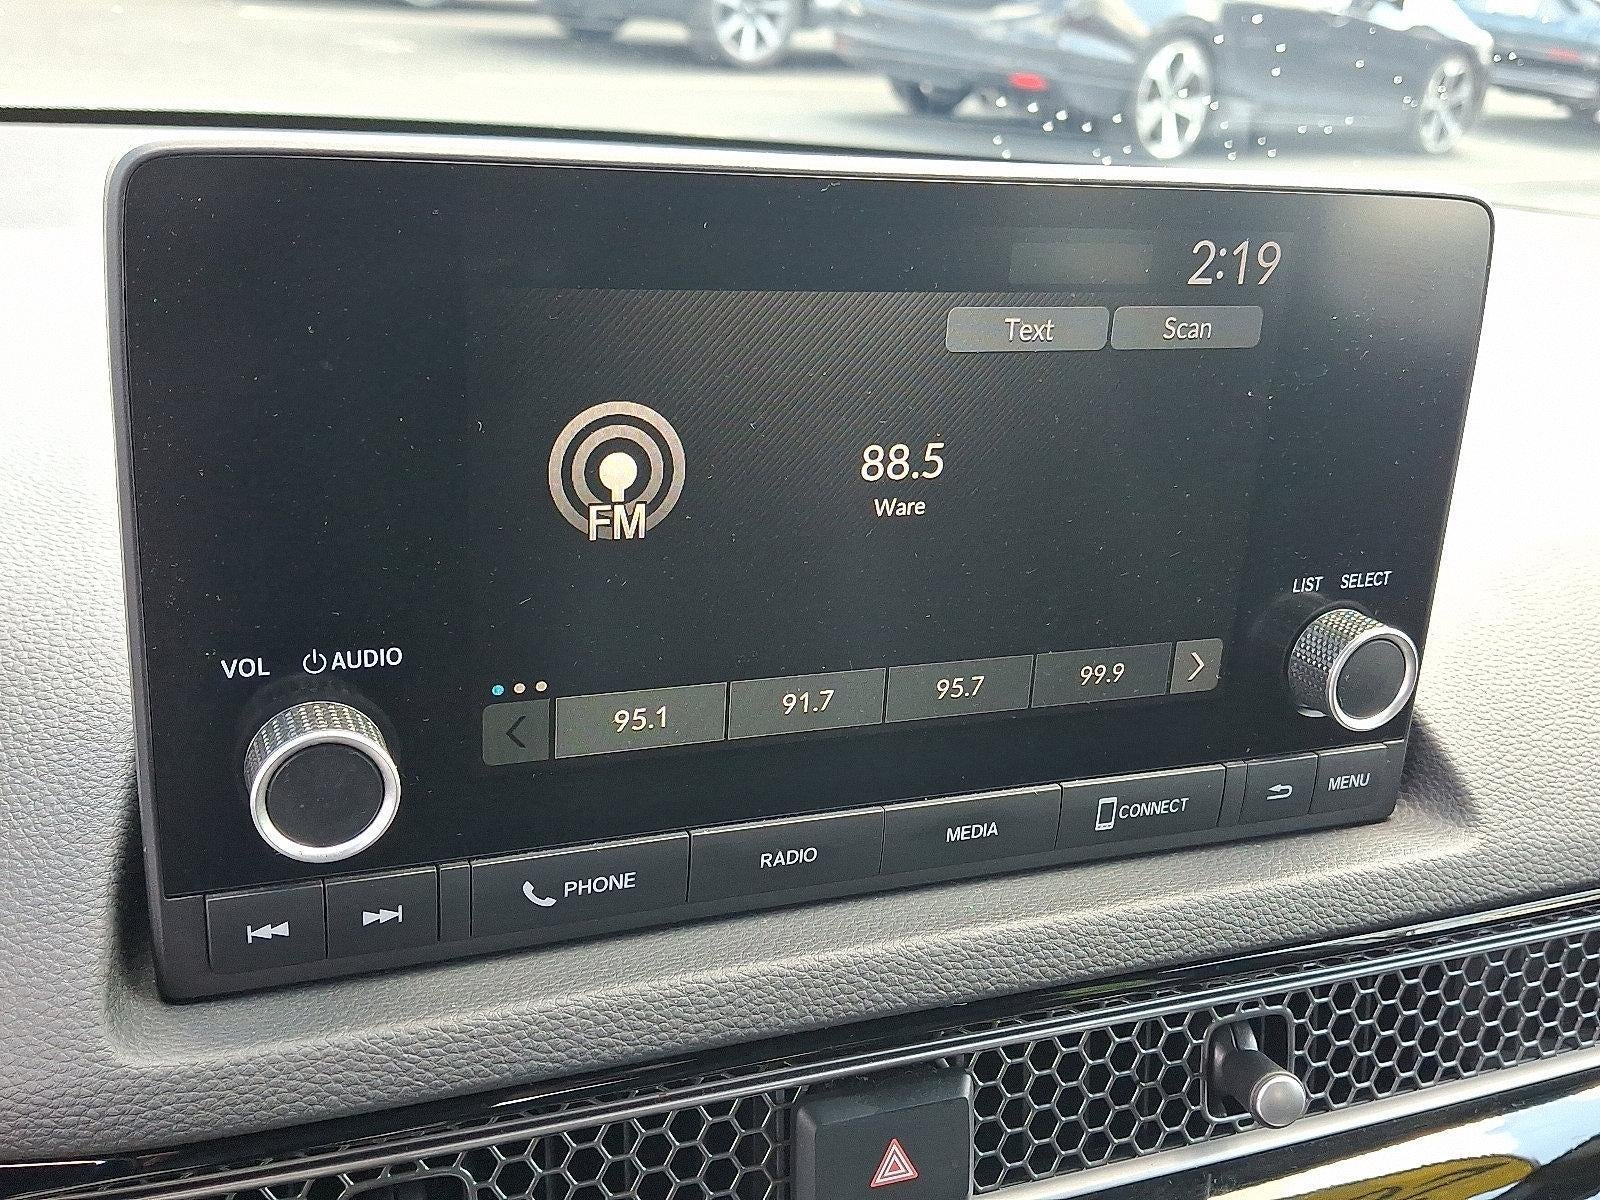 2:19
Text Scan
FM
88.5
Ware
LIST SELECT
VOL AUDIO
95.1 91.7 95.7 99.9
PHONE RADIO MEDIA CONNECT MENU